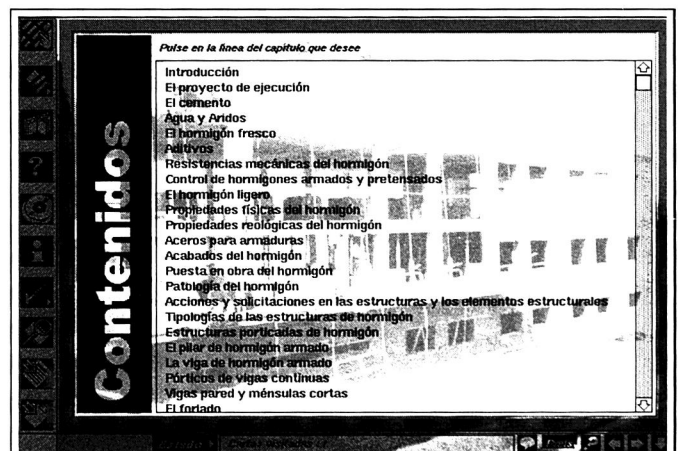 Pulse en la línea del capítulo que desee
Contenidos
Introducción
El proyecto de ejecución
El cemento
Agua y Aridos
El hormigón fresco
Aditivos
Resistencias mecánicas del hormigón
Control de hormigones armados y pretensados
El hormigón ligero
Propiedades físicas del hormigón
Propiedades reológicas del hormigón
Aceros para armaduras
Acabados del hormigón
Puesta en obra del hormigón
Patología del hormigón
Acciones y solicitaciones en las estructuras y los elementos estructurales
Tipologías de las estructuras de hormigón
Estructuras porticadas de hormigón
El pilar de hormigón armado
La viga de hormigón armado
Pórticos de vigas continuas
Vigas pared y ménsulas cortas
El forjado